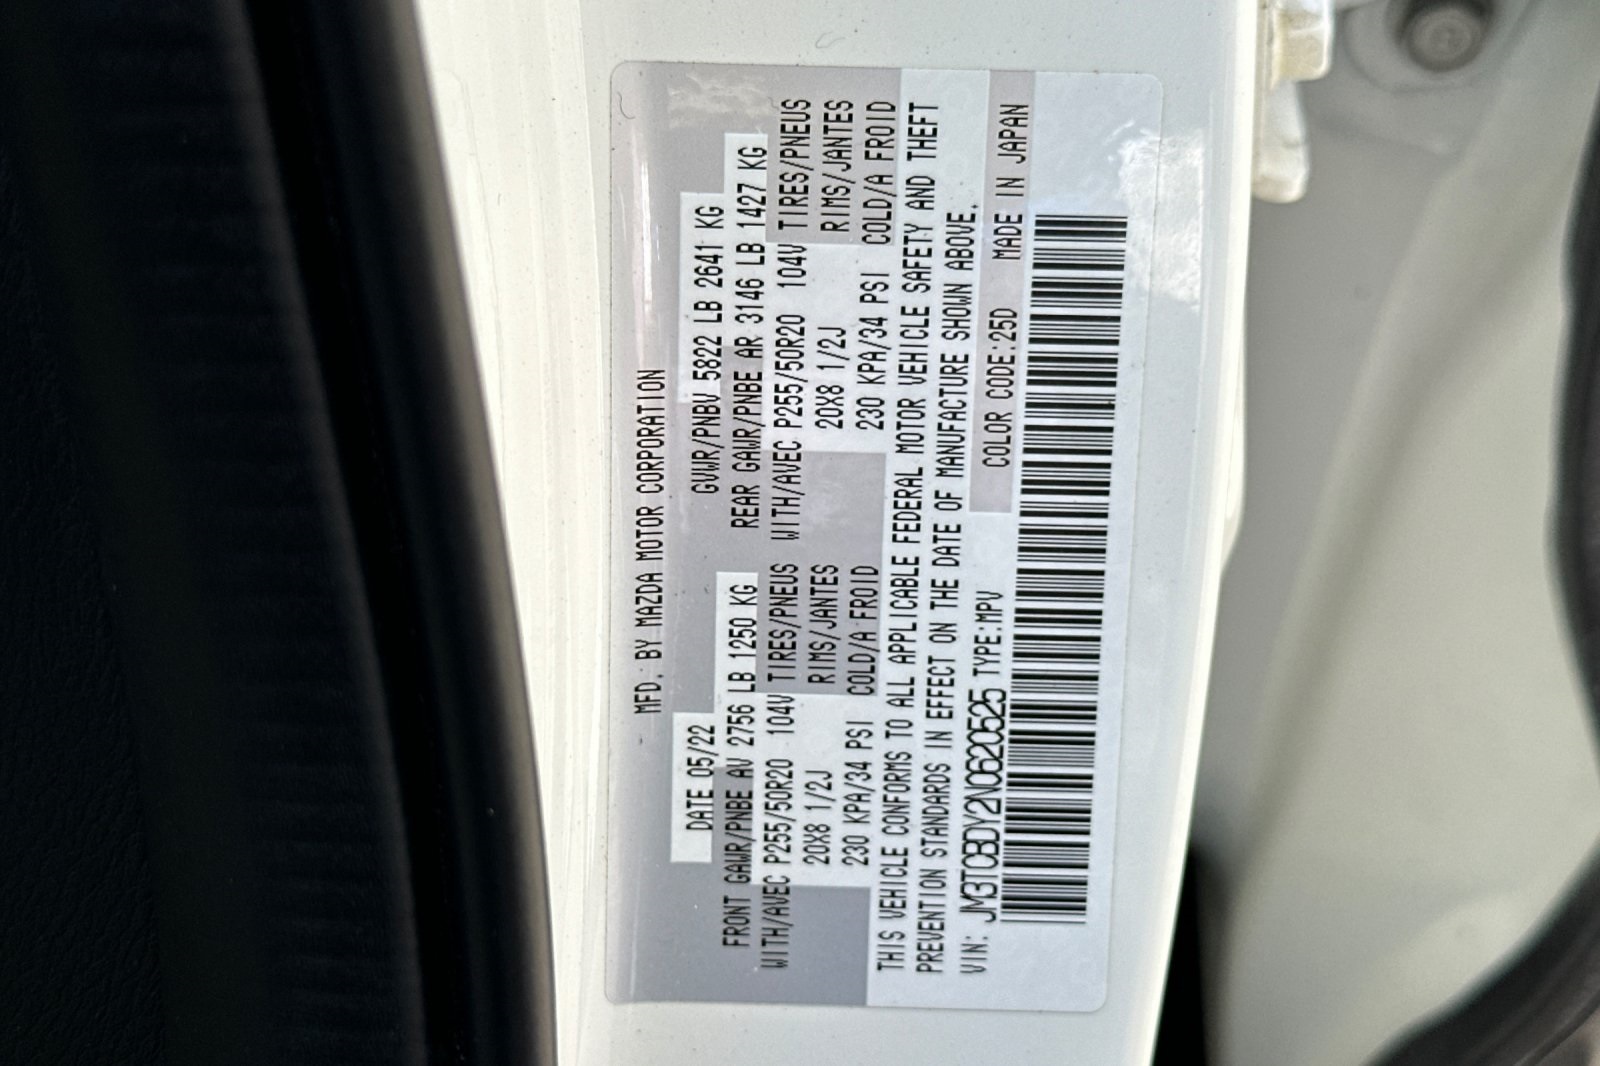 MFD. BY MAZDA MOTOR CORPORATION
DATE 05/22 GVWR/PNBV 5822 LB 2641 KG
FRONT GAWR/PNBE AV 2756 LB 1250 KG REAR GAWR/PNBE AR 3146 LB 1427 KG
WITH/AVEC P255/50R20 104V TIRES/PNEUS WITH/AVEC P255/50R20 104V TIRES/PNEUS
20X8 1/2J RIMS/JANTES 20X8 1/2J RIMS/JANTES
230 KPA/34 PSI COLD/A FROID 230 KPA/34 PSI COLD/A FROID
THIS VEHICLE CONFORMS TO ALL APPLICABLE FEDERAL MOTOR VEHICLE SAFETY AND THEFT
PREVENTION STANDARDS IN EFFECT ON THE DATE OF MANUFACTURE SHOWN ABOVE.
VIN: JM3TCBDY2N0620525 TYPE:MPV COLOR CODE:25D MADE IN JAPAN